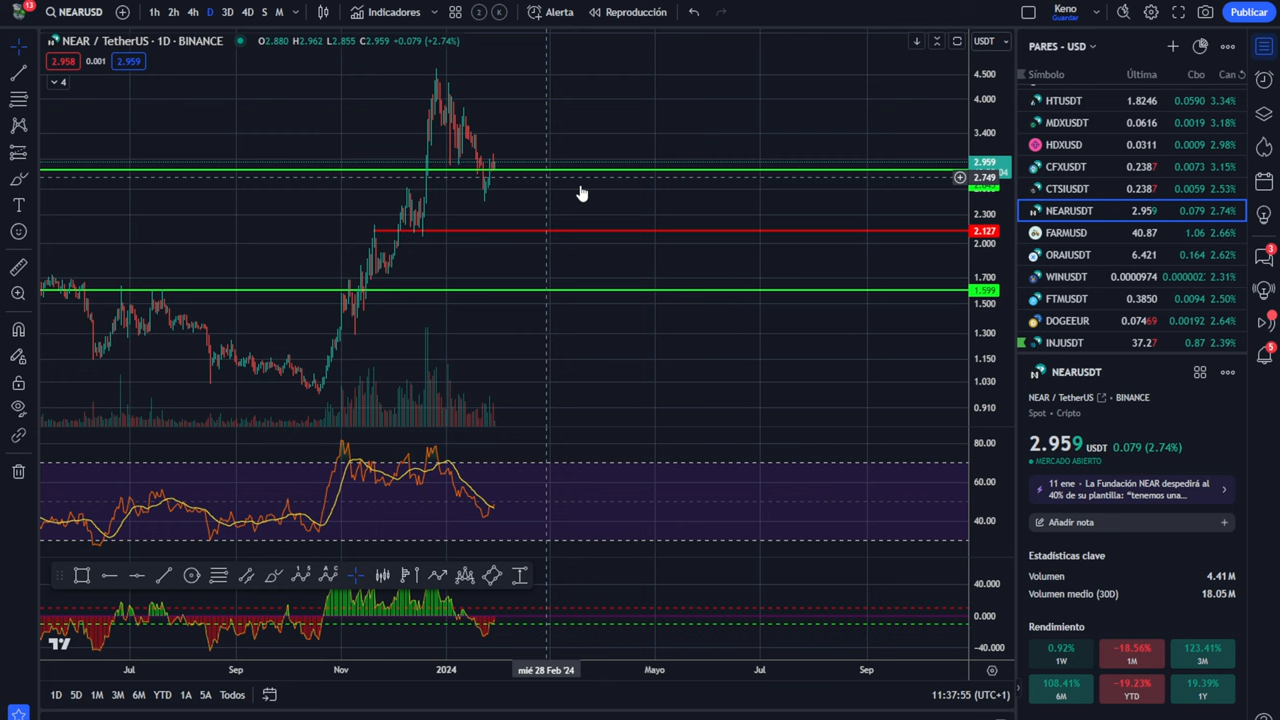 13
NEARUSD
1h 2h 4h D 3D 4D S M
Indicadores
2
K
Alerta
Reproducción
Keno
Guardar
Publicar
NEAR / TetherUS · 1D · BINANCE
O2.880 H2.962 L2.855 C2.959 +0.079 (+2.74%)
USDT
2.958 0.001 2.959
4
4.500
4.000
3.400
2.959
04
2.749
2.300
2.127
2.000
1.700
1.599
1.500
1.300
1.150
1.030
0.910
80.00
60.00
40.00
40.000
0.000
−40.000
Jul Sep Nov 2024 mié 28 Feb '24 Mayo Jul Sep
1D 5D 1M 3M 6M YTD 1A 5A Todos
11:37:55 (UTC+1)
PARES - USD
Símbolo Última Cbo Can
HTUSDT 1.8246 0.0590 3.34%
MDXUSDT 0.0616 0.0019 3.18%
HDXUSD 0.0311 0.0009 2.98%
CFXUSDT 0.2387 0.0073 3.15%
CTSIUSDT 0.2387 0.0059 2.53%
NEARUSDT 2.959 0.079 2.74%
FARMUSD 40.87 1.06 2.66%
ORAIUSDT 6.421 0.164 2.62%
WINUSDT 0.0000974 0.000002 2.31%
FTMUSDT 0.3850 0.0094 2.50%
DOGEEUR 0.07469 0.00192 2.64%
INJUSDT 37.27 0.87 2.39%
NEARUSDT
NEAR / TetherUS · BINANCE
Spot · Cripto
2.959 USDT 0.079 (2.74%)
MERCADO ABIERTO
11 ene · La Fundación NEAR despedirá al
40% de su plantilla: “tenemos una...
Añadir nota
Estadísticas clave
Volumen 4.41 M
Volumen medio (30D) 18.05 M
Rendimiento
0.92% −18.56% 123.41%
1W 1M 3M
108.41% −19.23% 19.39%
6M YTD 1Y
3
5